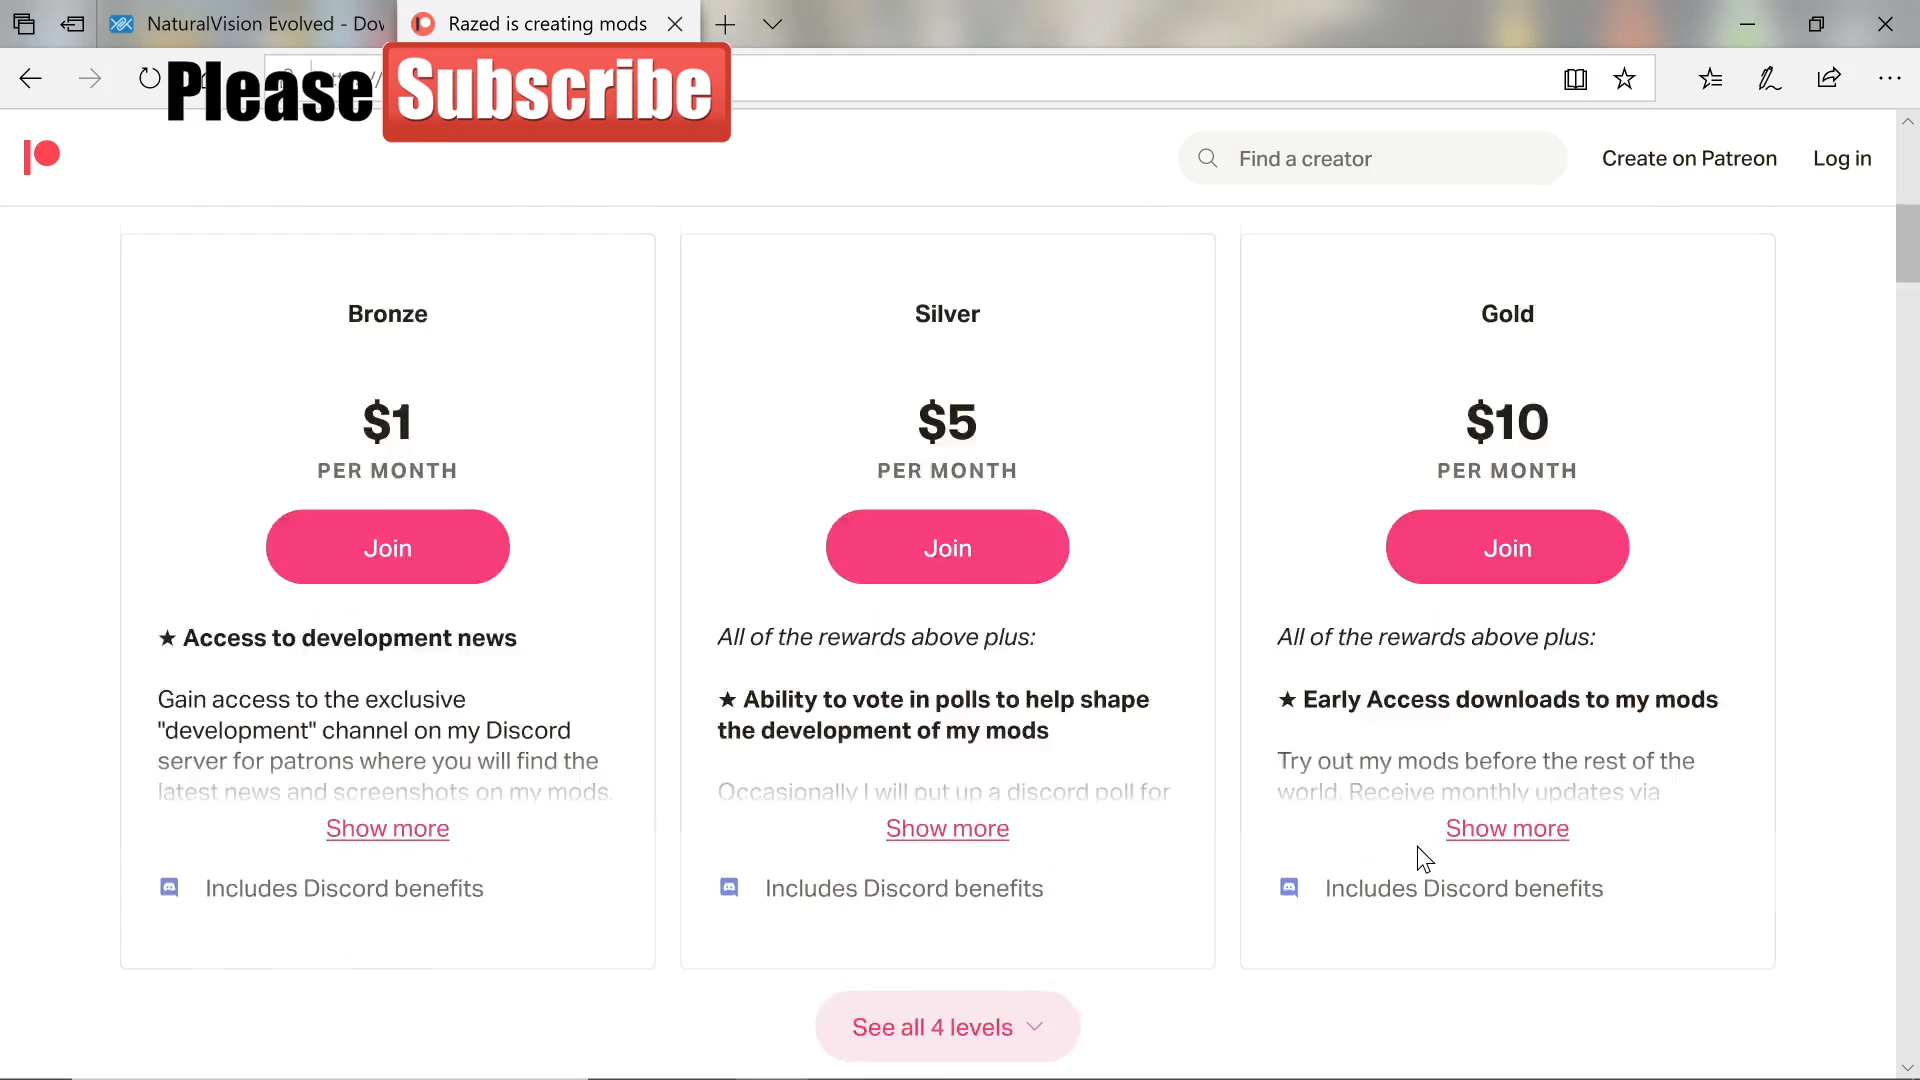 NaturalVision Evolved - Dov
Razed is creating mods
Please Subscribe
Find a creator
Create on Patreon
Log in
Bronze
$1
PER MONTH
Join
★ Access to development news
Gain access to the exclusive
"development" channel on my Discord
server for patrons where you will find the
latest news and screenshots on my mods.
Show more
Includes Discord benefits
Silver
$5
PER MONTH
Join
All of the rewards above plus:
★ Ability to vote in polls to help shape
the development of my mods
Occasionally I will put up a discord poll for
Show more
Includes Discord benefits
Gold
$10
PER MONTH
Join
All of the rewards above plus:
★ Early Access downloads to my mods
Try out my mods before the rest of the
world. Receive monthly updates via
Show more
Includes Discord benefits
See all 4 levels